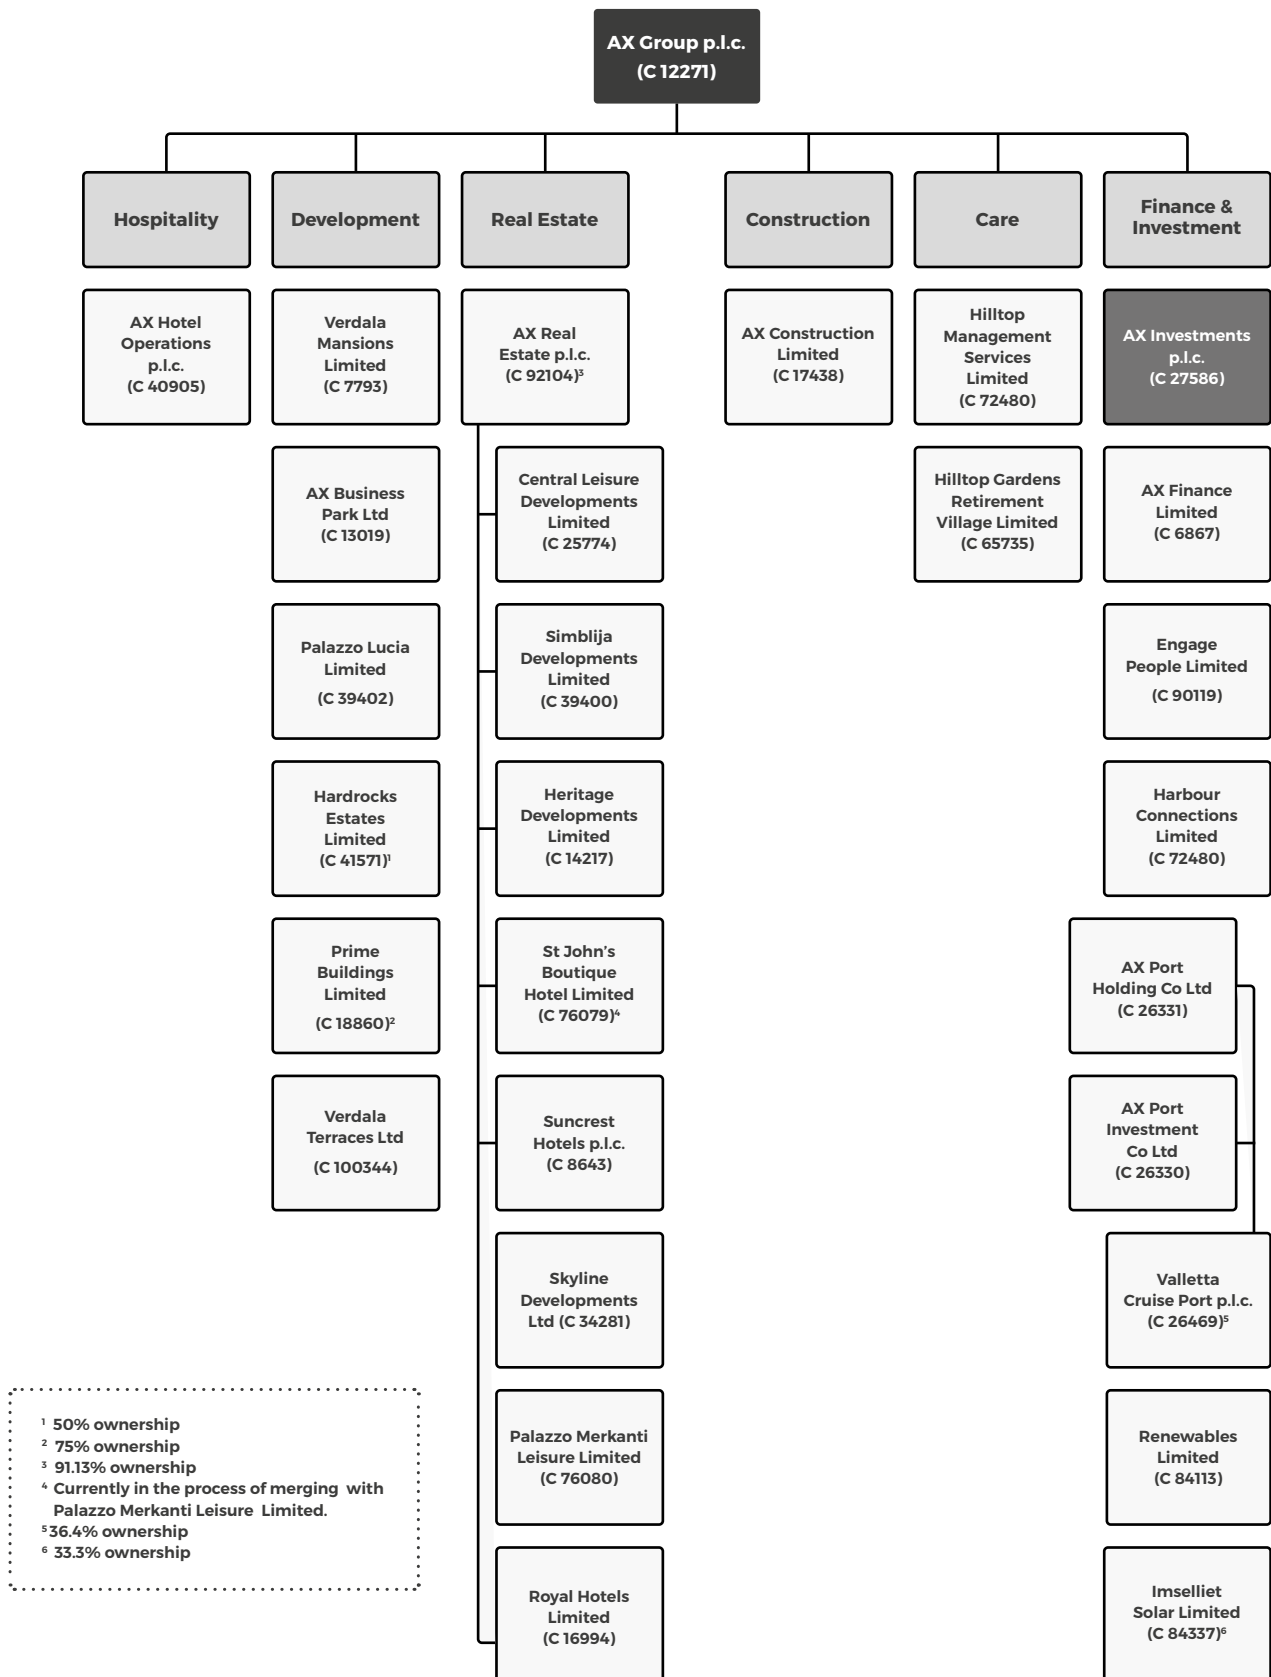 AX Group p.l.c.
(C 12271)
Hospitality
Development
Real Estate
Construction
Care
Finance &
Investment
AX Hotel
Operations
p.l.c.
(C 40905)
Verdala
Mansions
Limited
(C 7793)
AX Real
Estate p.l.c.
(C 92104)³
AX Construction
Limited
(C 17438)
Hilltop
Management
Services
Limited
(C 72480)
AX Investments
p.l.c.
(C 27586)
AX Business
Park Ltd
(C 13019)
Central Leisure
Developments
Limited
(C 25774)
Hilltop Gardens
Retirement
Village Limited
(C 65735)
AX Finance
Limited
(C 6867)
Palazzo Lucia
Limited
(C 39402)
Simblija
Developments
Limited
(C 39400)
Engage
People Limited
(C 90119)
Hardrocks
Estates
Limited
(C 41571)¹
Heritage
Developments
Limited
(C 14217)
Harbour
Connections
Limited
(C 72480)
Prime
Buildings
Limited
(C 18860)²
St John’s
Boutique
Hotel Limited
(C 76079)⁴
AX Port
Holding Co Ltd
(C 26331)
Verdala
Terraces Ltd
(C 100344)
Suncrest
Hotels p.l.c.
(C 8643)
AX Port
Investment
Co Ltd
(C 26330)
Skyline
Developments
Ltd (C 34281)
Valletta
Cruise Port p.l.c.
(C 26469)⁵
Palazzo Merkanti
Leisure Limited
(C 76080)
Renewables
Limited
(C 84113)
Royal Hotels
Limited
(C 16994)
Imselliet
Solar Limited
(C 84337)⁶
¹ 50% ownership
² 75% ownership
³ 91.13% ownership
⁴ Currently in the process of merging with
Palazzo Merkanti Leisure Limited.
⁵ 36.4% ownership
⁶ 33.3% ownership